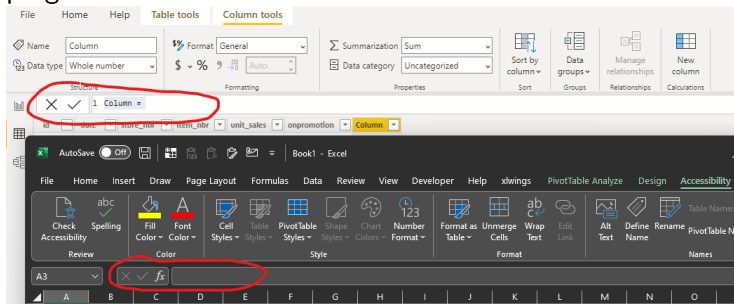 File Home Help Table tools Column tools
Name Column $% Format General Summarization Sum Sort by column Data groups Manage relationships New column
Data type Whole number $ % 9 .00 Auto Data category Uncategorized
Structure Formatting Properties Sort Groups Relationships Calculations
1 Column =
id date store_nbr item_nbr unit_sales onpromotion Column
AutoSave Off Book1 - Excel
File Home Insert Draw Page Layout Formulas Data Review View Developer Help xlwings PivotTable Analyze Design Accessibility
Check Accessibility Spelling Fill Color Font Color Cell Styles Table Styles PivotTable Styles Shape Styles Chart Colors Number Format Format as Table Unmerge Cells Wrap Text Edit Link Alt Text Define Name Rename Table Name
PivotTable N
Review Color Style Format Names
A3 fx
A B C D E F G H I J K L M N O